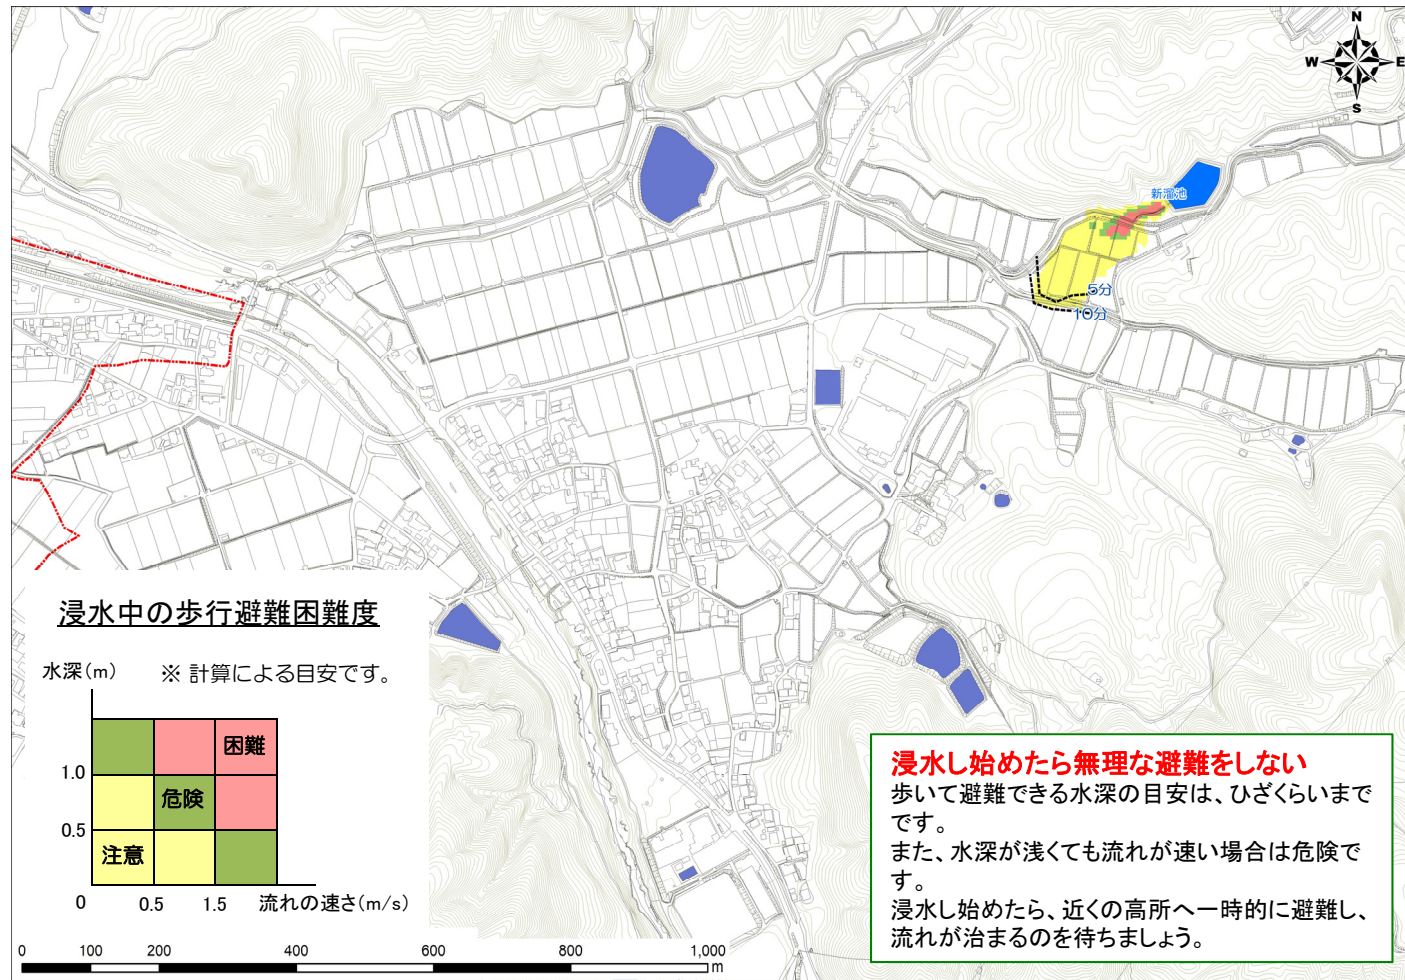 N
W
E
S
新溜池
5分
10分
浸水中の歩行避難困難度
水深(m)
※ 計算による目安です。
困難
1.0
危険
0.5
注意
0
0.5
1.5
流れの速さ(m/s)
浸水し始めたら無理な避難をしない
歩いて避難できる水深の目安は、ひざくらいまで
です。
また、水深が浅くても流れが速い場合は危険で
す。
浸水し始めたら、近くの高所へ一時的に避難し、
流れが治まるのを待ちましょう。
0 100 200 400 600 800 1,000
m